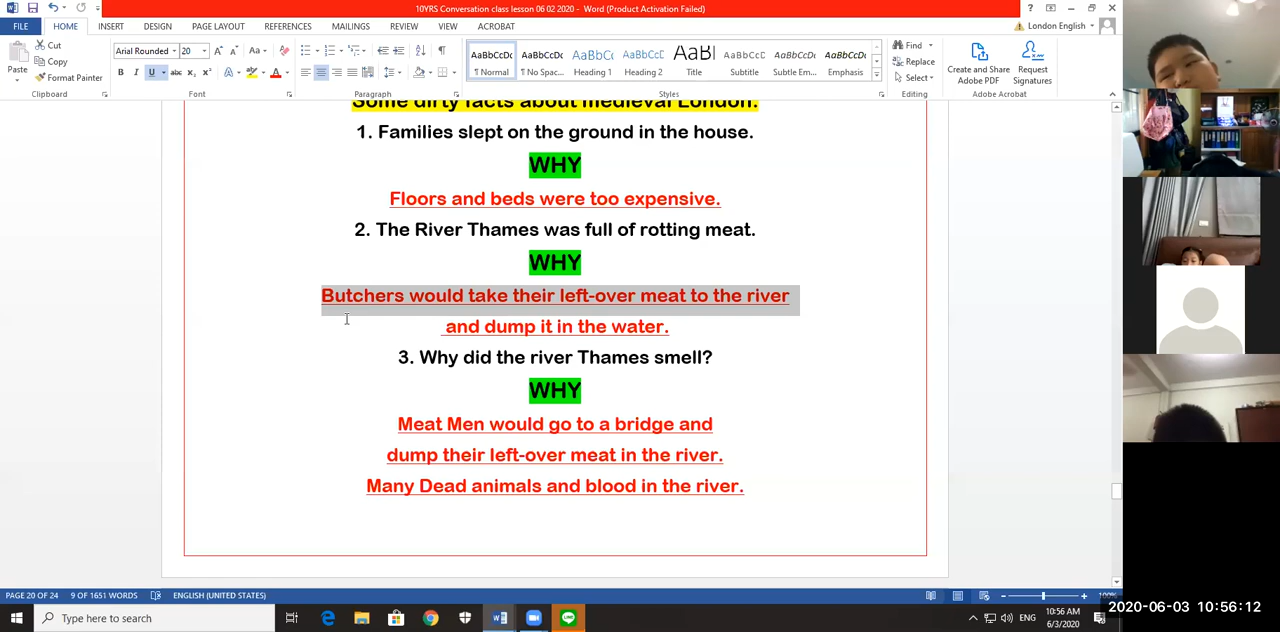 10YRS Conversation class lesson 06 02 2020 - Word (Product Activation Failed)
FILE HOME INSERT DESIGN PAGE LAYOUT REFERENCES MAILINGS REVIEW VIEW ACROBAT London English
Paste Cut Copy Format Painter Clipboard
Arial Rounded 20 Font
Paragraph
AaBbCcDc AaBbCcDc AaBbCc AaBbCcD AaBl AaBbCcD AaBbCcDc AaBbCcDc
¶ Normal ¶ No Spac... Heading 1 Heading 2 Title Subtitle Subtle Em... Emphasis
Styles
Find Replace Select Editing
Create and Share Adobe PDF Request Signatures
Adobe Acrobat
Some dirty facts about medieval London.
1. Families slept on the ground in the house.
WHY
Floors and beds were too expensive.
2. The River Thames was full of rotting meat.
WHY
Butchers would take their left-over meat to the river
and dump it in the water.
3. Why did the river Thames smell?
WHY
Meat Men would go to a bridge and
dump their left-over meat in the river.
Many Dead animals and blood in the river.
PAGE 20 OF 24 9 OF 1651 WORDS ENGLISH (UNITED STATES) 100%
Type here to search
ENG 10:56 AM 6/3/2020
2020-06-03 10:56:12